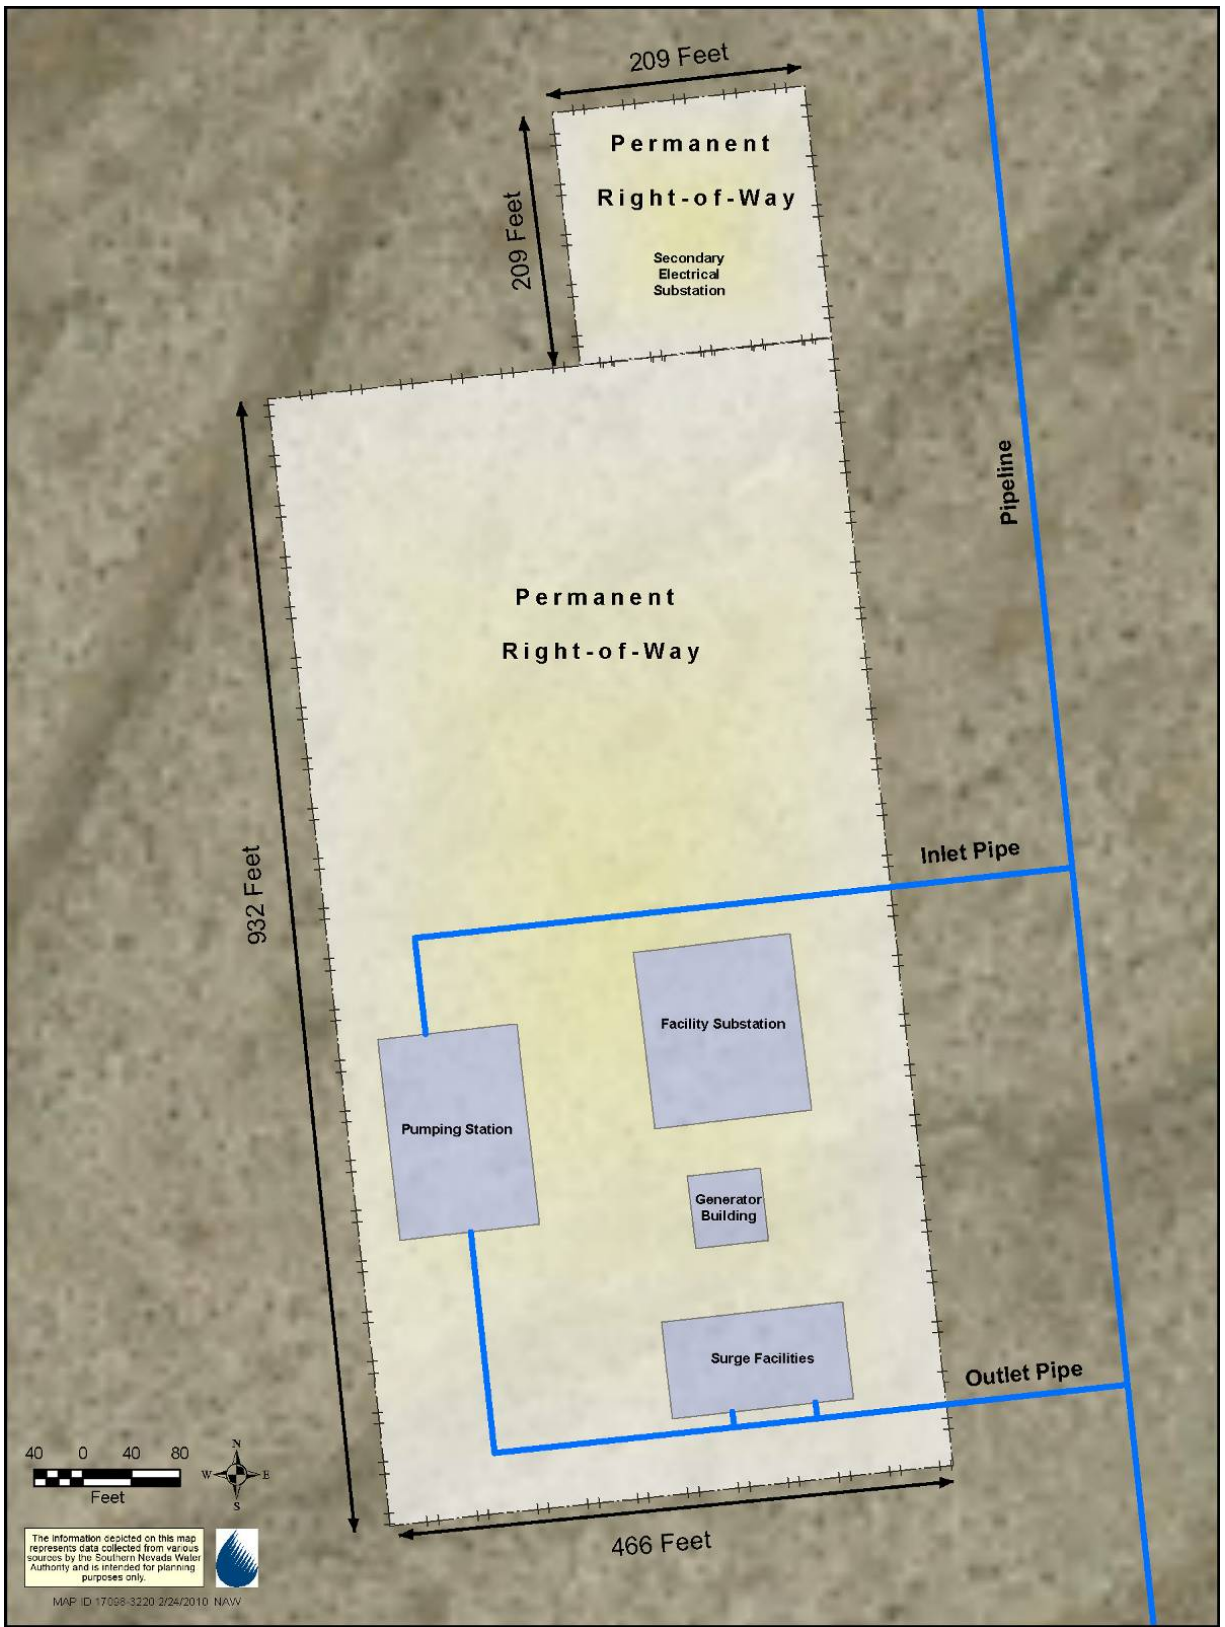 209 Feet
Permanent
Right-of-Way
209 Feet
Secondary
Electrical
Substation
Pipeline
Permanent
Right-of-Way
932 Feet
Inlet Pipe
Facility Substation
Pumping Station
Generator
Building
Surge Facilities
Outlet Pipe
466 Feet
40 0 40 80
Feet
N
W E
S
The information depicted on this map
represents data collected from various
sources by the Southern Nevada Water
Authority and is intended for planning
purposes only.
MAP ID 17098-3220 2/24/2010 NAW